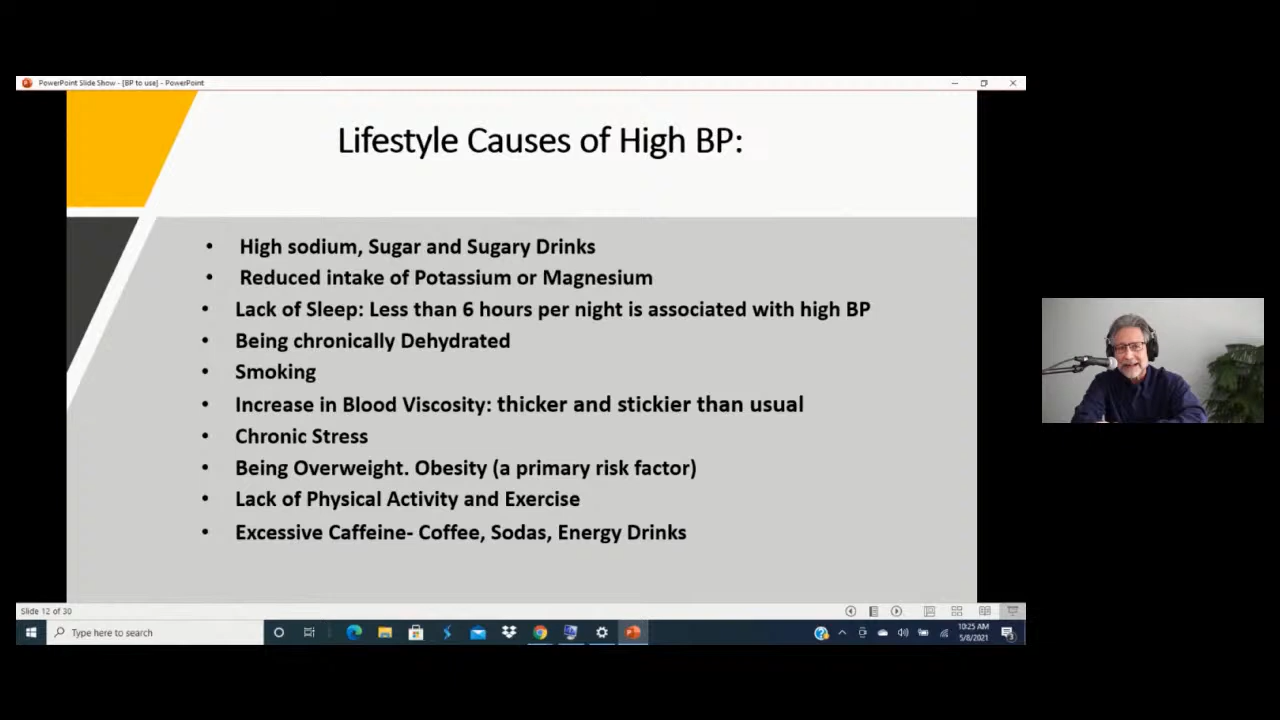 PowerPoint Slide Show - [BP to use] - PowerPoint
Lifestyle Causes of High BP:
• High sodium, Sugar and Sugary Drinks
• Reduced intake of Potassium or Magnesium
• Lack of Sleep: Less than 6 hours per night is associated with high BP
• Being chronically Dehydrated
• Smoking
• Increase in Blood Viscosity: thicker and stickier than usual
• Chronic Stress
• Being Overweight. Obesity (a primary risk factor)
• Lack of Physical Activity and Exercise
• Excessive Caffeine- Coffee, Sodas, Energy Drinks
Slide 12 of 30
Type here to search
10:25 AM
5/8/2021